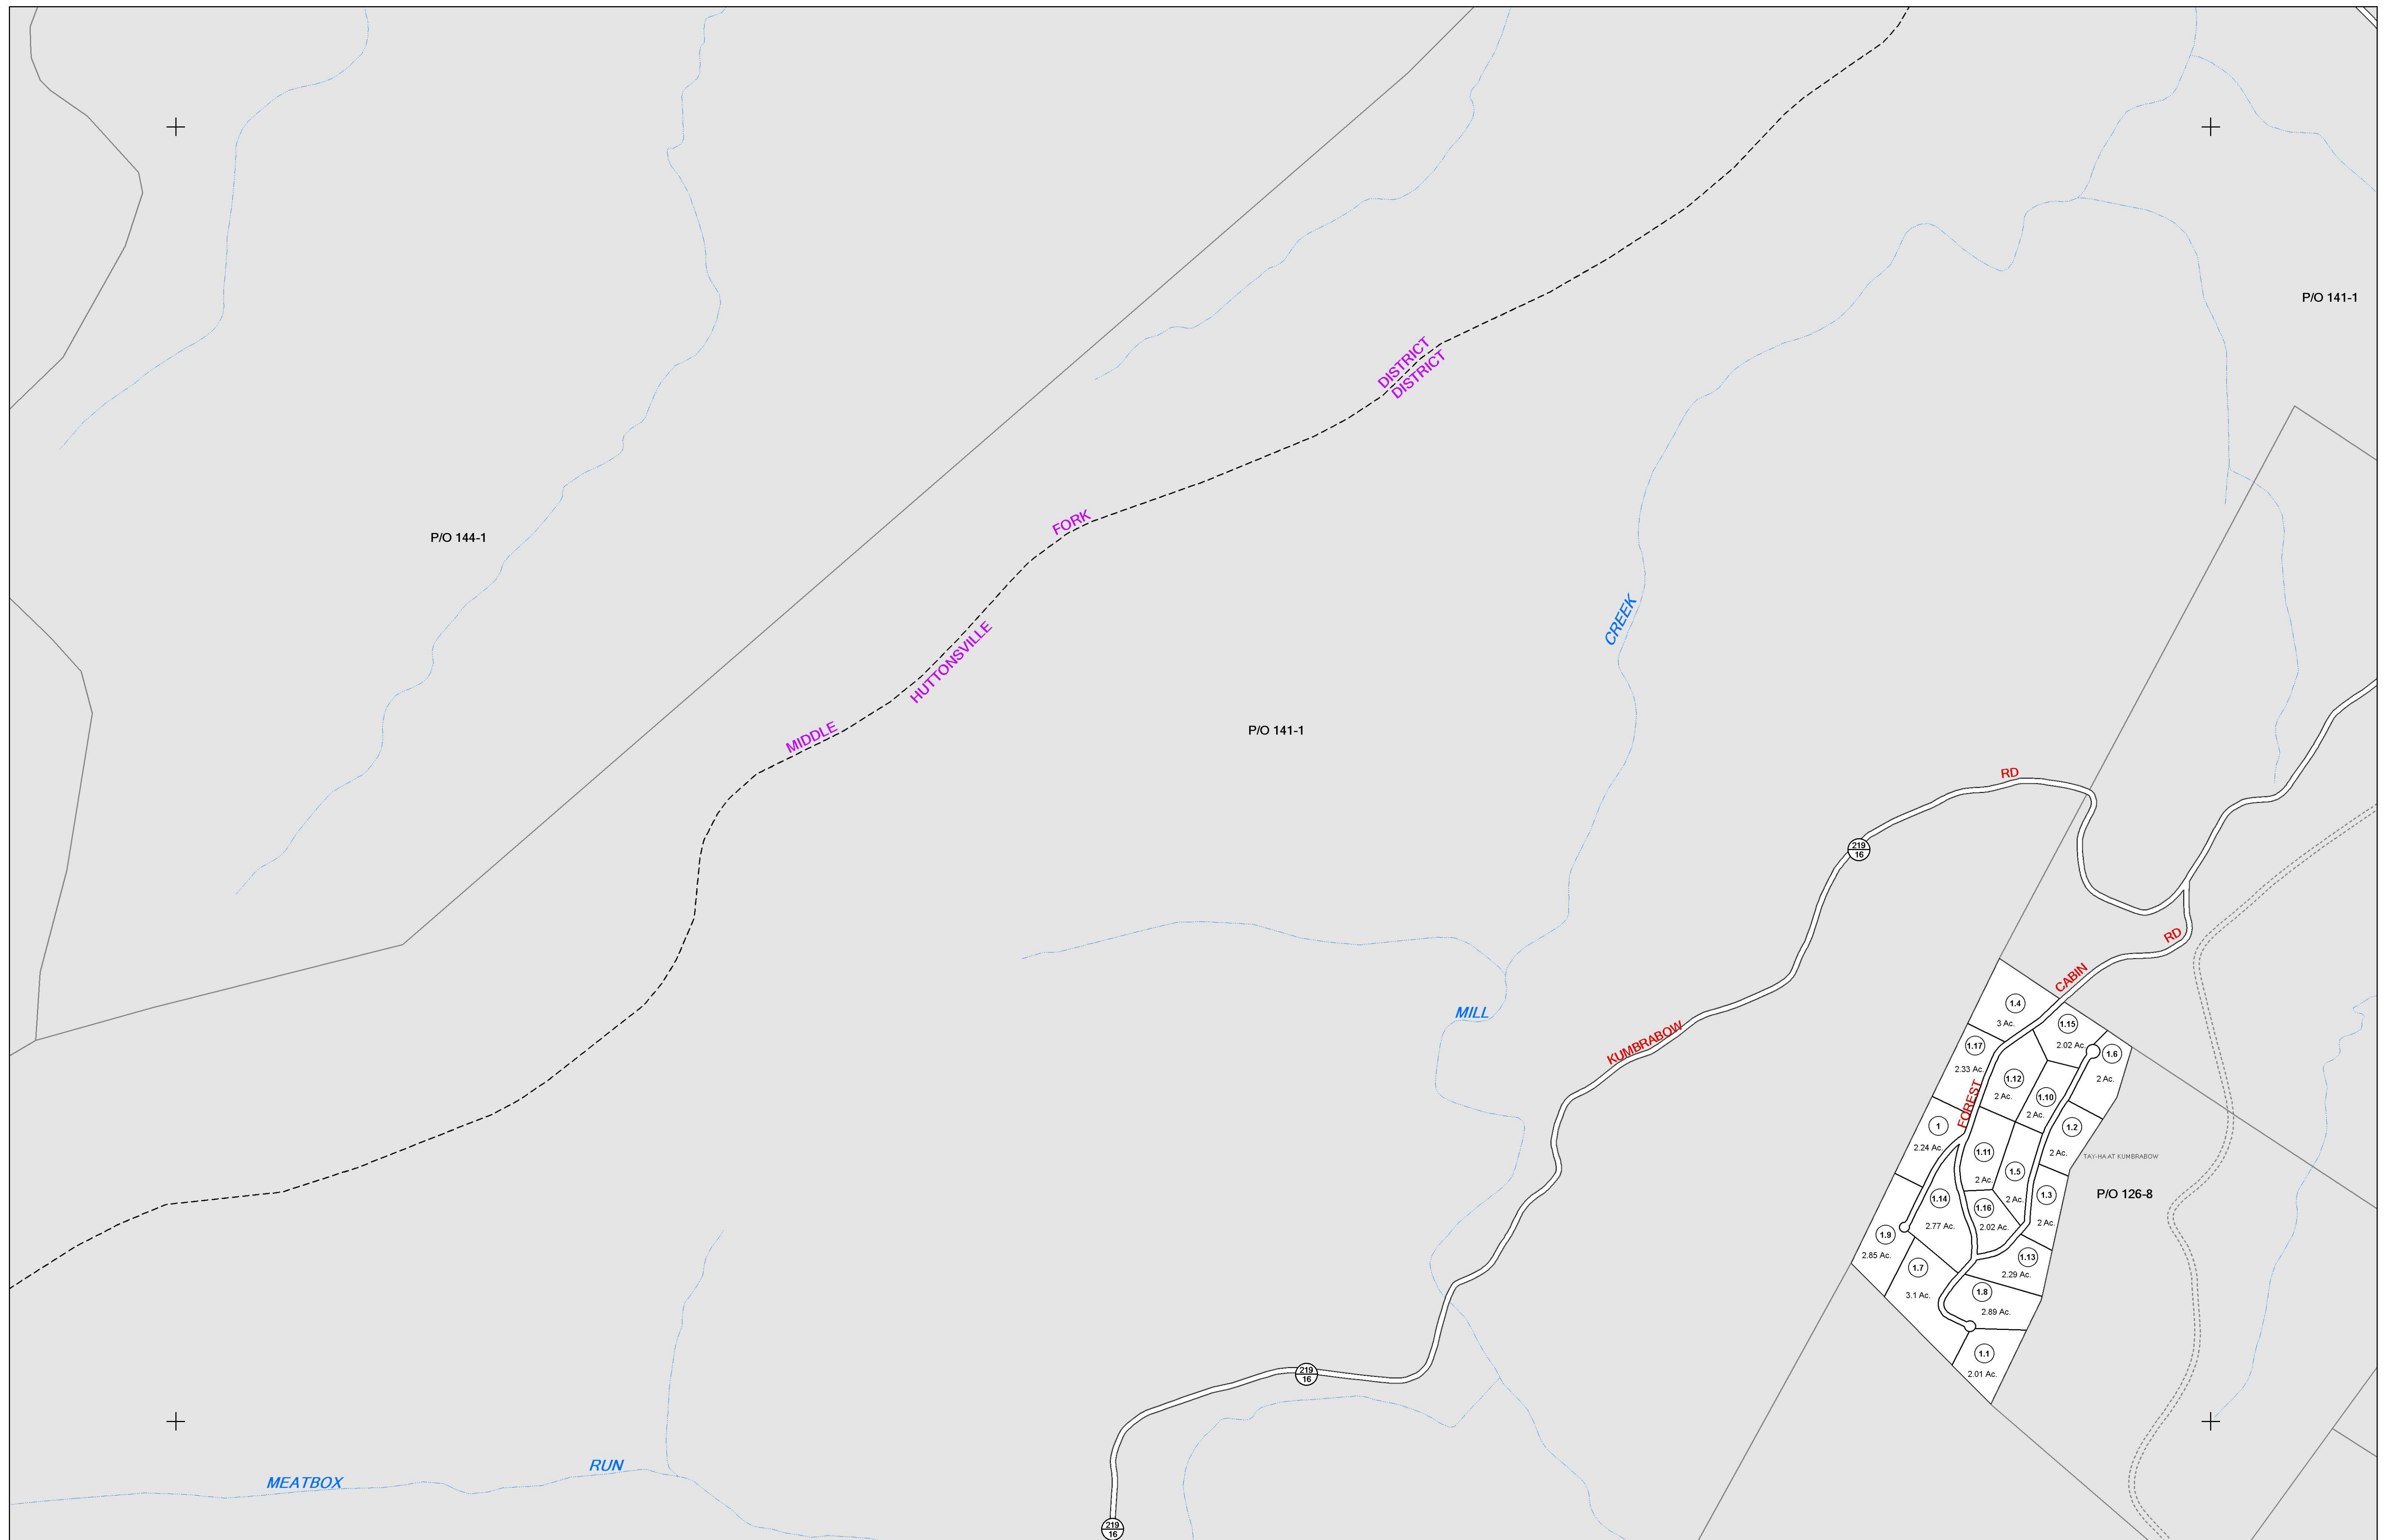 P/O 141-1
DISTRICT
DISTRICT
FORK
P/O 144-1
CREEK
HUTTONSVILLE
MIDDLE
P/O 141-1
RD
219
16
RD
CABIN
1.4
3 Ac.
MILL
1.15
2.02 Ac.
KUMBRABOW
1.17
2.33 Ac.
1.6
2 Ac.
1.12
2 Ac.
FOREST
1.10
2 Ac.
1
2.24 Ac.
1.2
2 Ac.
1.11
2 Ac.
TAY-HA AT KUMBRABOW
1.5
2 Ac.
P/O 126-8
1.14
2.77 Ac.
1.3
2 Ac.
1.16
2.02 Ac.
1.9
2.85 Ac.
1.13
2.29 Ac.
1.7
3.1 Ac.
1.8
2.89 Ac.
1.1
2.01 Ac.
219
16
RUN
MEATBOX
219
16